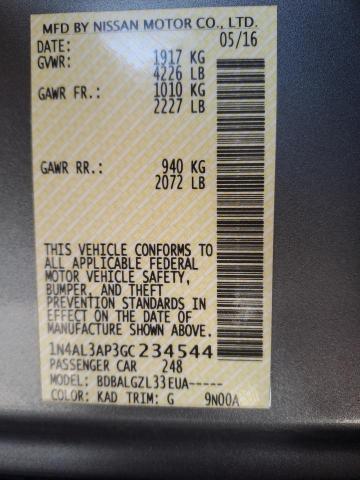 MFD BY NISSAN MOTOR CO., LTD.
DATE: 05/16
GVWR: 1917 KG
4226 LB
GAWR FR.: 1010 KG
2227 LB
GAWR RR.: 940 KG
2072 LB
THIS VEHICLE CONFORMS TO
ALL APPLICABLE FEDERAL
MOTOR VEHICLE SAFETY,
BUMPER, AND THEFT
PREVENTION STANDARDS IN
EFFECT ON THE DATE OF
MANUFACTURE SHOWN ABOVE.
1N4AL3AP3GC234544
PASSENGER CAR 248
MODEL: BDBALGZL33EUA-----
COLOR: KAD TRIM: G 9N00A